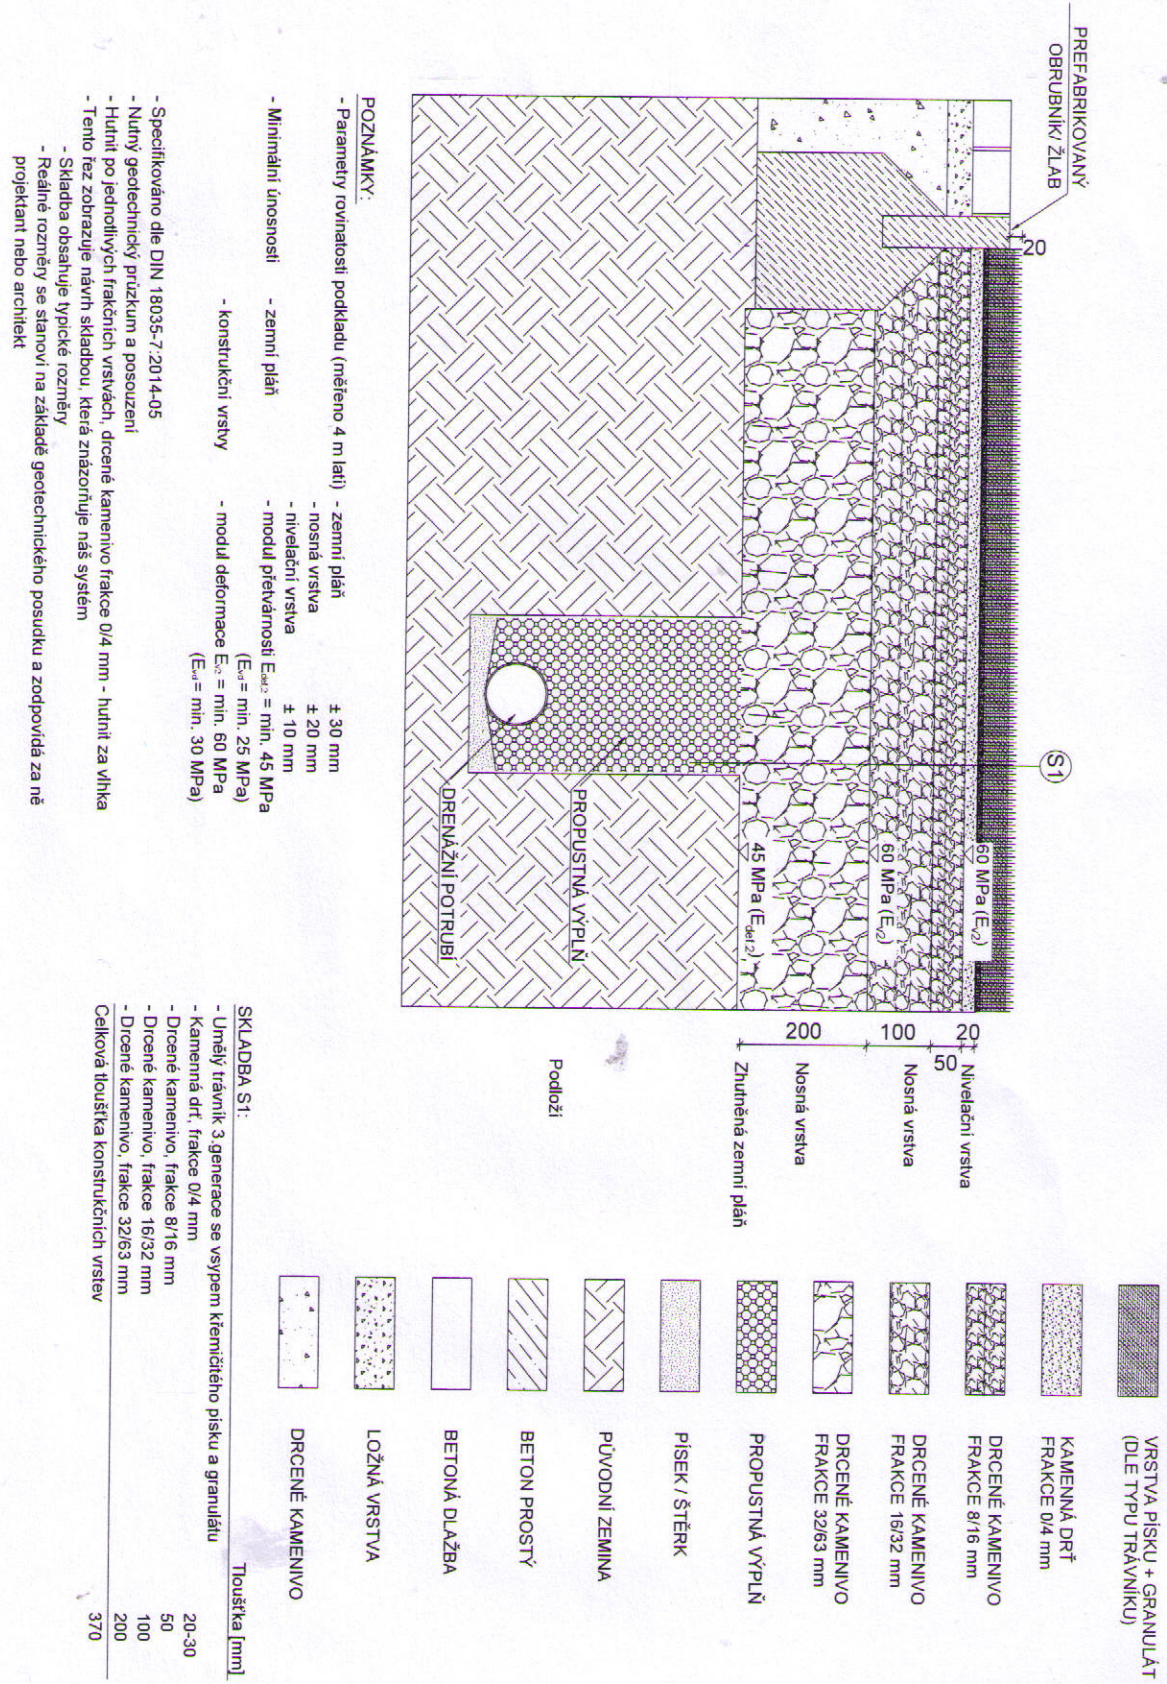 PREFABRIKOVANÝ
OBRUBNÍK/ ŽLAB
20
S1
60 MPa (Ev2)
60 MPa (Ev2)
45 MPa (Edef 2)
PROPUSTNÁ VÝPLŇ
DRENÁŽNÍ POTRUBÍ
20
50
100
200
Nivelační vrstva
Nosná vrstva
Nosná vrstva
Zhutněná zemní pláň
Podloží
VRSTVA PÍSKU + GRANULÁT
(DLE TYPU TRÁVNÍKU)
KAMENNÁ DRŤ
FRAKCE 0/4 mm
DRCENÉ KAMENIVO
FRAKCE 8/16 mm
DRCENÉ KAMENIVO
FRAKCE 16/32 mm
DRCENÉ KAMENIVO
FRAKCE 32/63 mm
PROPUSTNÁ VÝPLŇ
PÍSEK / ŠTĚRK
PŮVODNÍ ZEMINA
BETON PROSTÝ
BETONÁ DLAŽBA
LOŽNÁ VRSTVA
DRCENÉ KAMENIVO
POZNÁMKY:
- Parametry rovinatosti podkladu (měřeno 4 m latí) - zemní pláň ± 30 mm
- nosná vrstva ± 20 mm
- nivelační vrstva ± 10 mm
- Minimální únosnosti - zemní pláň - modul přetvárnosti Edef 2 = min. 45 MPa
(Evd = min. 25 MPa)
- konstrukční vrstvy - modul deformace Ev2 = min. 60 MPa
(Evd = min. 30 MPa)
- Specifikováno dle DIN 18035-7:2014-05
- Nutný geotechnický průzkum a posouzení
- Hutnit po jednotlivých frakčních vrstvách, drcené kamenivo frakce 0/4 mm - hutnit za vlhka
- Tento řez zobrazuje návrh skladbou, která znázorňuje náš systém
- Skladba obsahuje typické rozměry
- Reálné rozměry se stanoví na základě geotechnického posudku a zodpovídá za ně
projektant nebo architekt
SKLADBA S1: Tloušťka [mm]
- Umělý trávník 3.generace se vsypem křemičitého písku a granulátu
- Kamenná drť, frakce 0/4 mm 20-30
- Drcené kamenivo, frakce 8/16 mm 50
- Drcené kamenivo, frakce 16/32 mm 100
- Drcené kamenivo, frakce 32/63 mm 200
Celková tloušťka konstrukčních vrstev 370